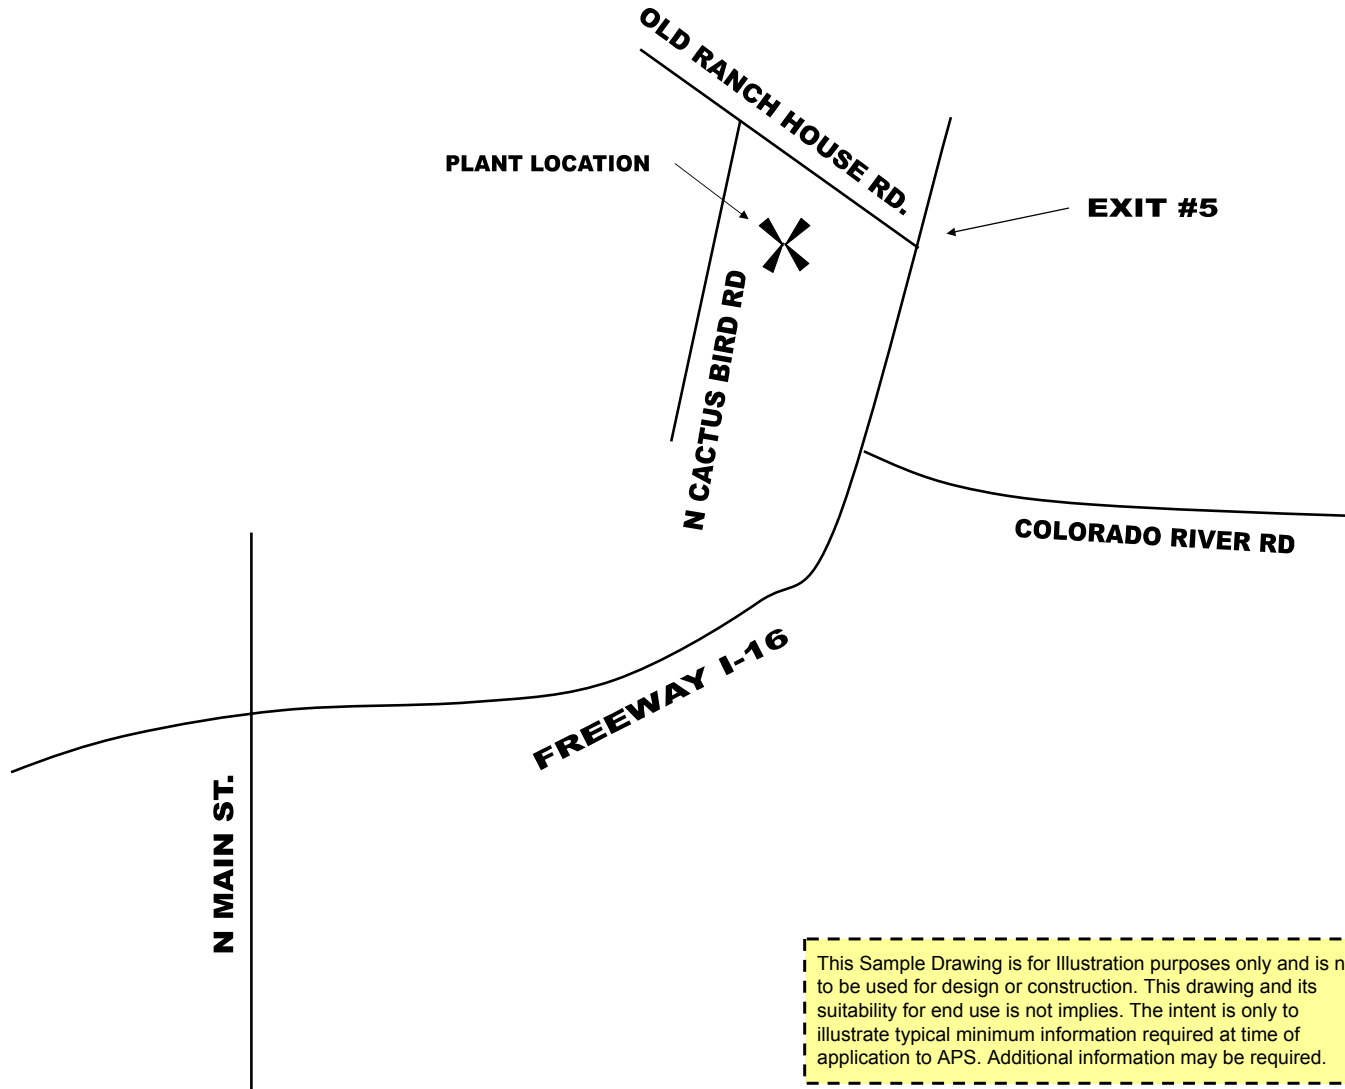 OLD RANCH HOUSE RD.
PLANT LOCATION
EXIT #5
N CACTUS BIRD RD
COLORADO RIVER RD
FREEWAY I-16
N MAIN ST.
This Sample Drawing is for Illustration purposes only and is n
to be used for design or construction. This drawing and its
suitability for end use is not implies. The intent is only to
illustrate typical minimum information required at time of
application to APS. Additional information may be required.